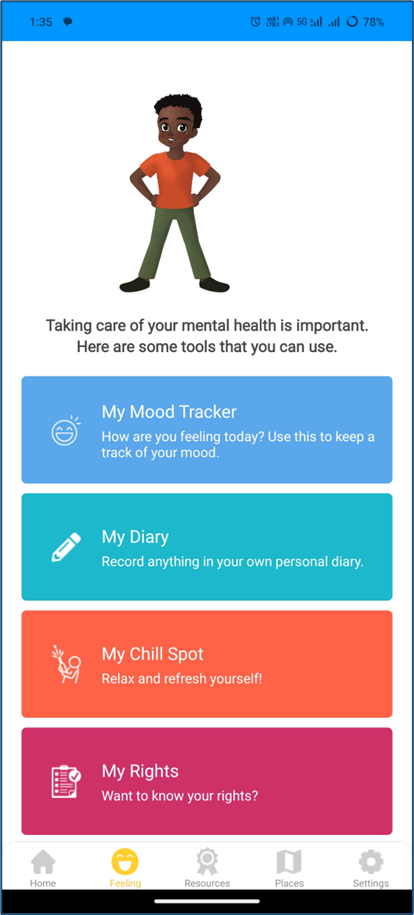 1:35 5G 78%
Taking care of your mental health is important.
Here are some tools that you can use.
My Mood Tracker
How are you feeling today? Use this to keep a
track of your mood.
My Diary
Record anything in your own personal diary.
My Chill Spot
Relax and refresh yourself!
My Rights
Want to know your rights?
Home Feeling Resources Places Settings